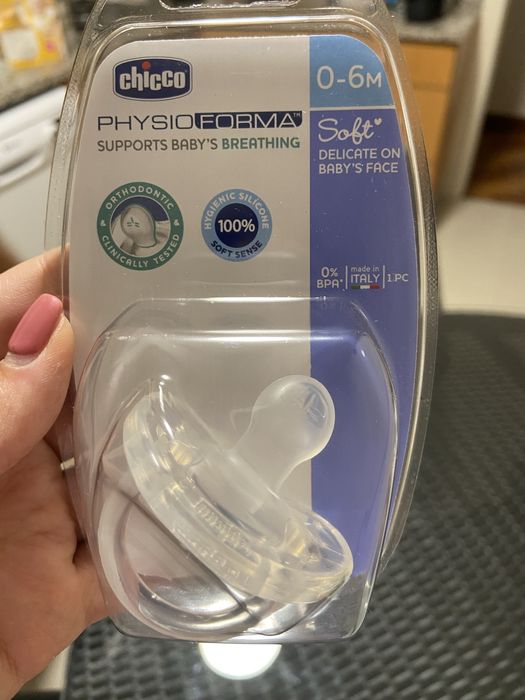 chicco
0-6M
PHYSIOFORMA™
SUPPORTS BABY'S BREATHING
Soft
DELICATE ON
BABY'S FACE
ORTHODONTIC
CLINICALLY TESTED
HYGIENIC SILICONE
100%
SOFT SENSE
0%
BPA*
made in
ITALY
1 PC